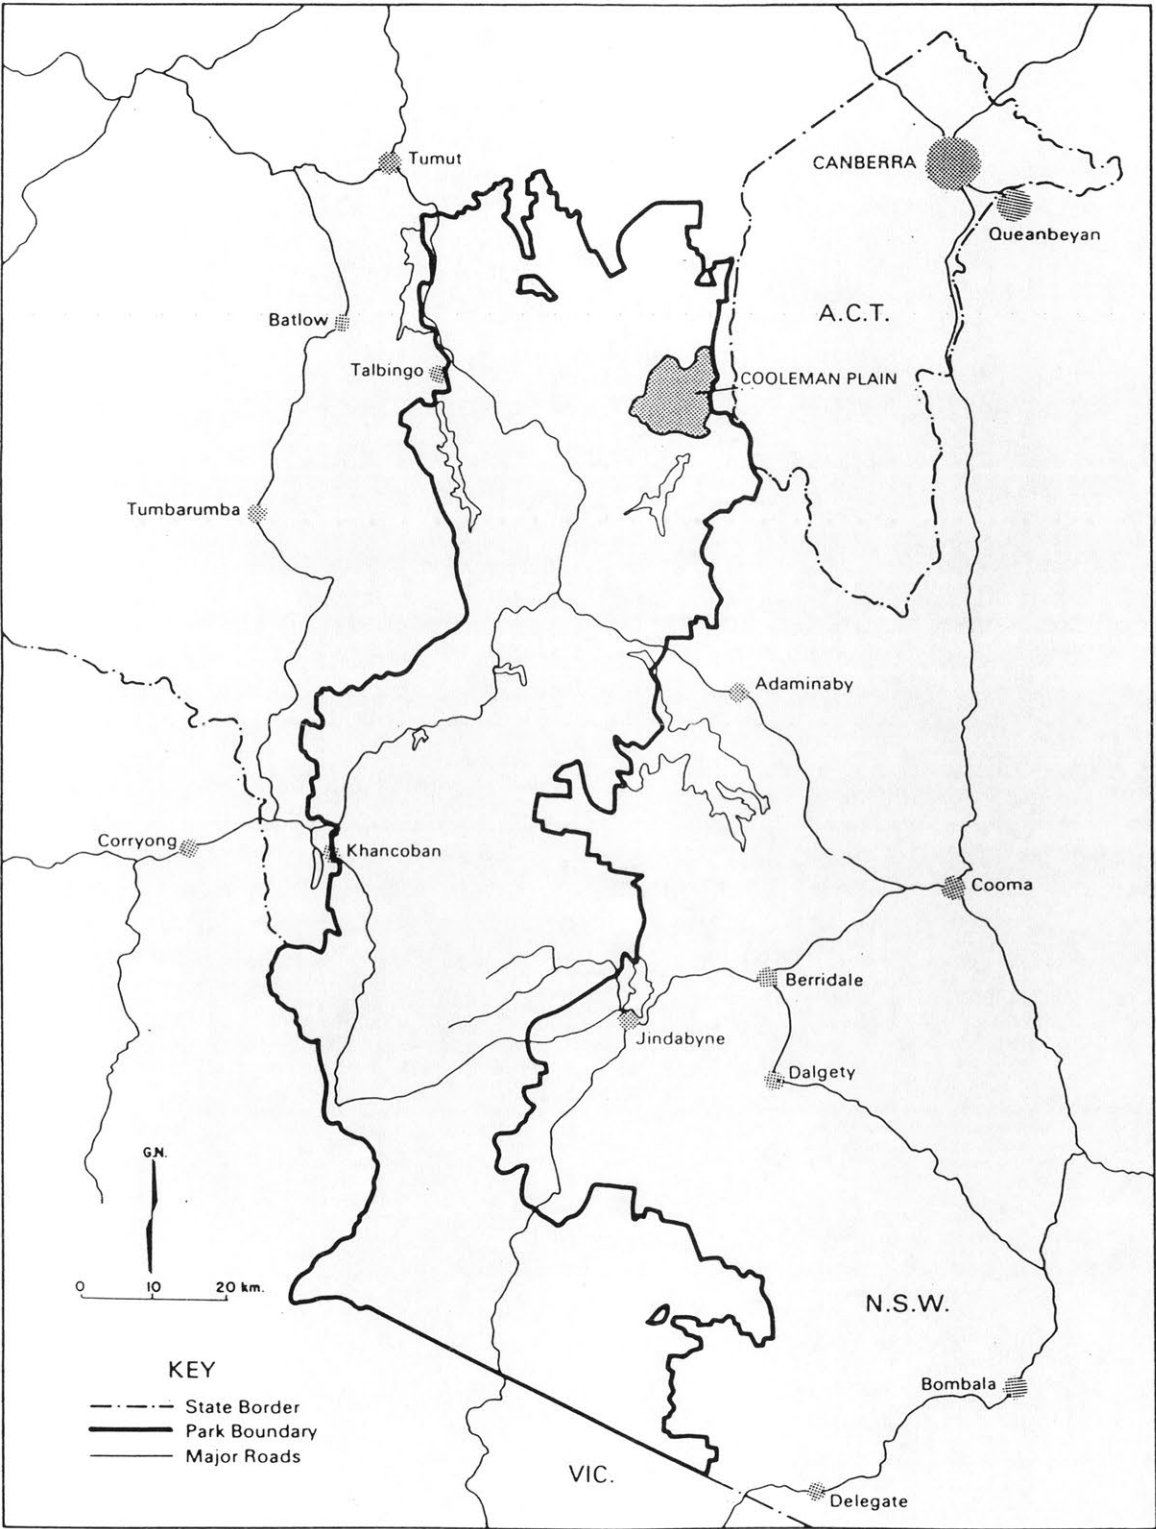 Tumut
CANBERRA
Queanbeyan
A.C.T.
Batlow
Talbingo
COOLEMAN PLAIN
Tumbarumba
Adaminaby
Corryong
Khancoban
Cooma
Berridale
Jindabyne
Dalgety
G.N.
0 10 20 km.
N.S.W.
KEY
State Border
Park Boundary
Major Roads
Bombala
VIC.
Delegate